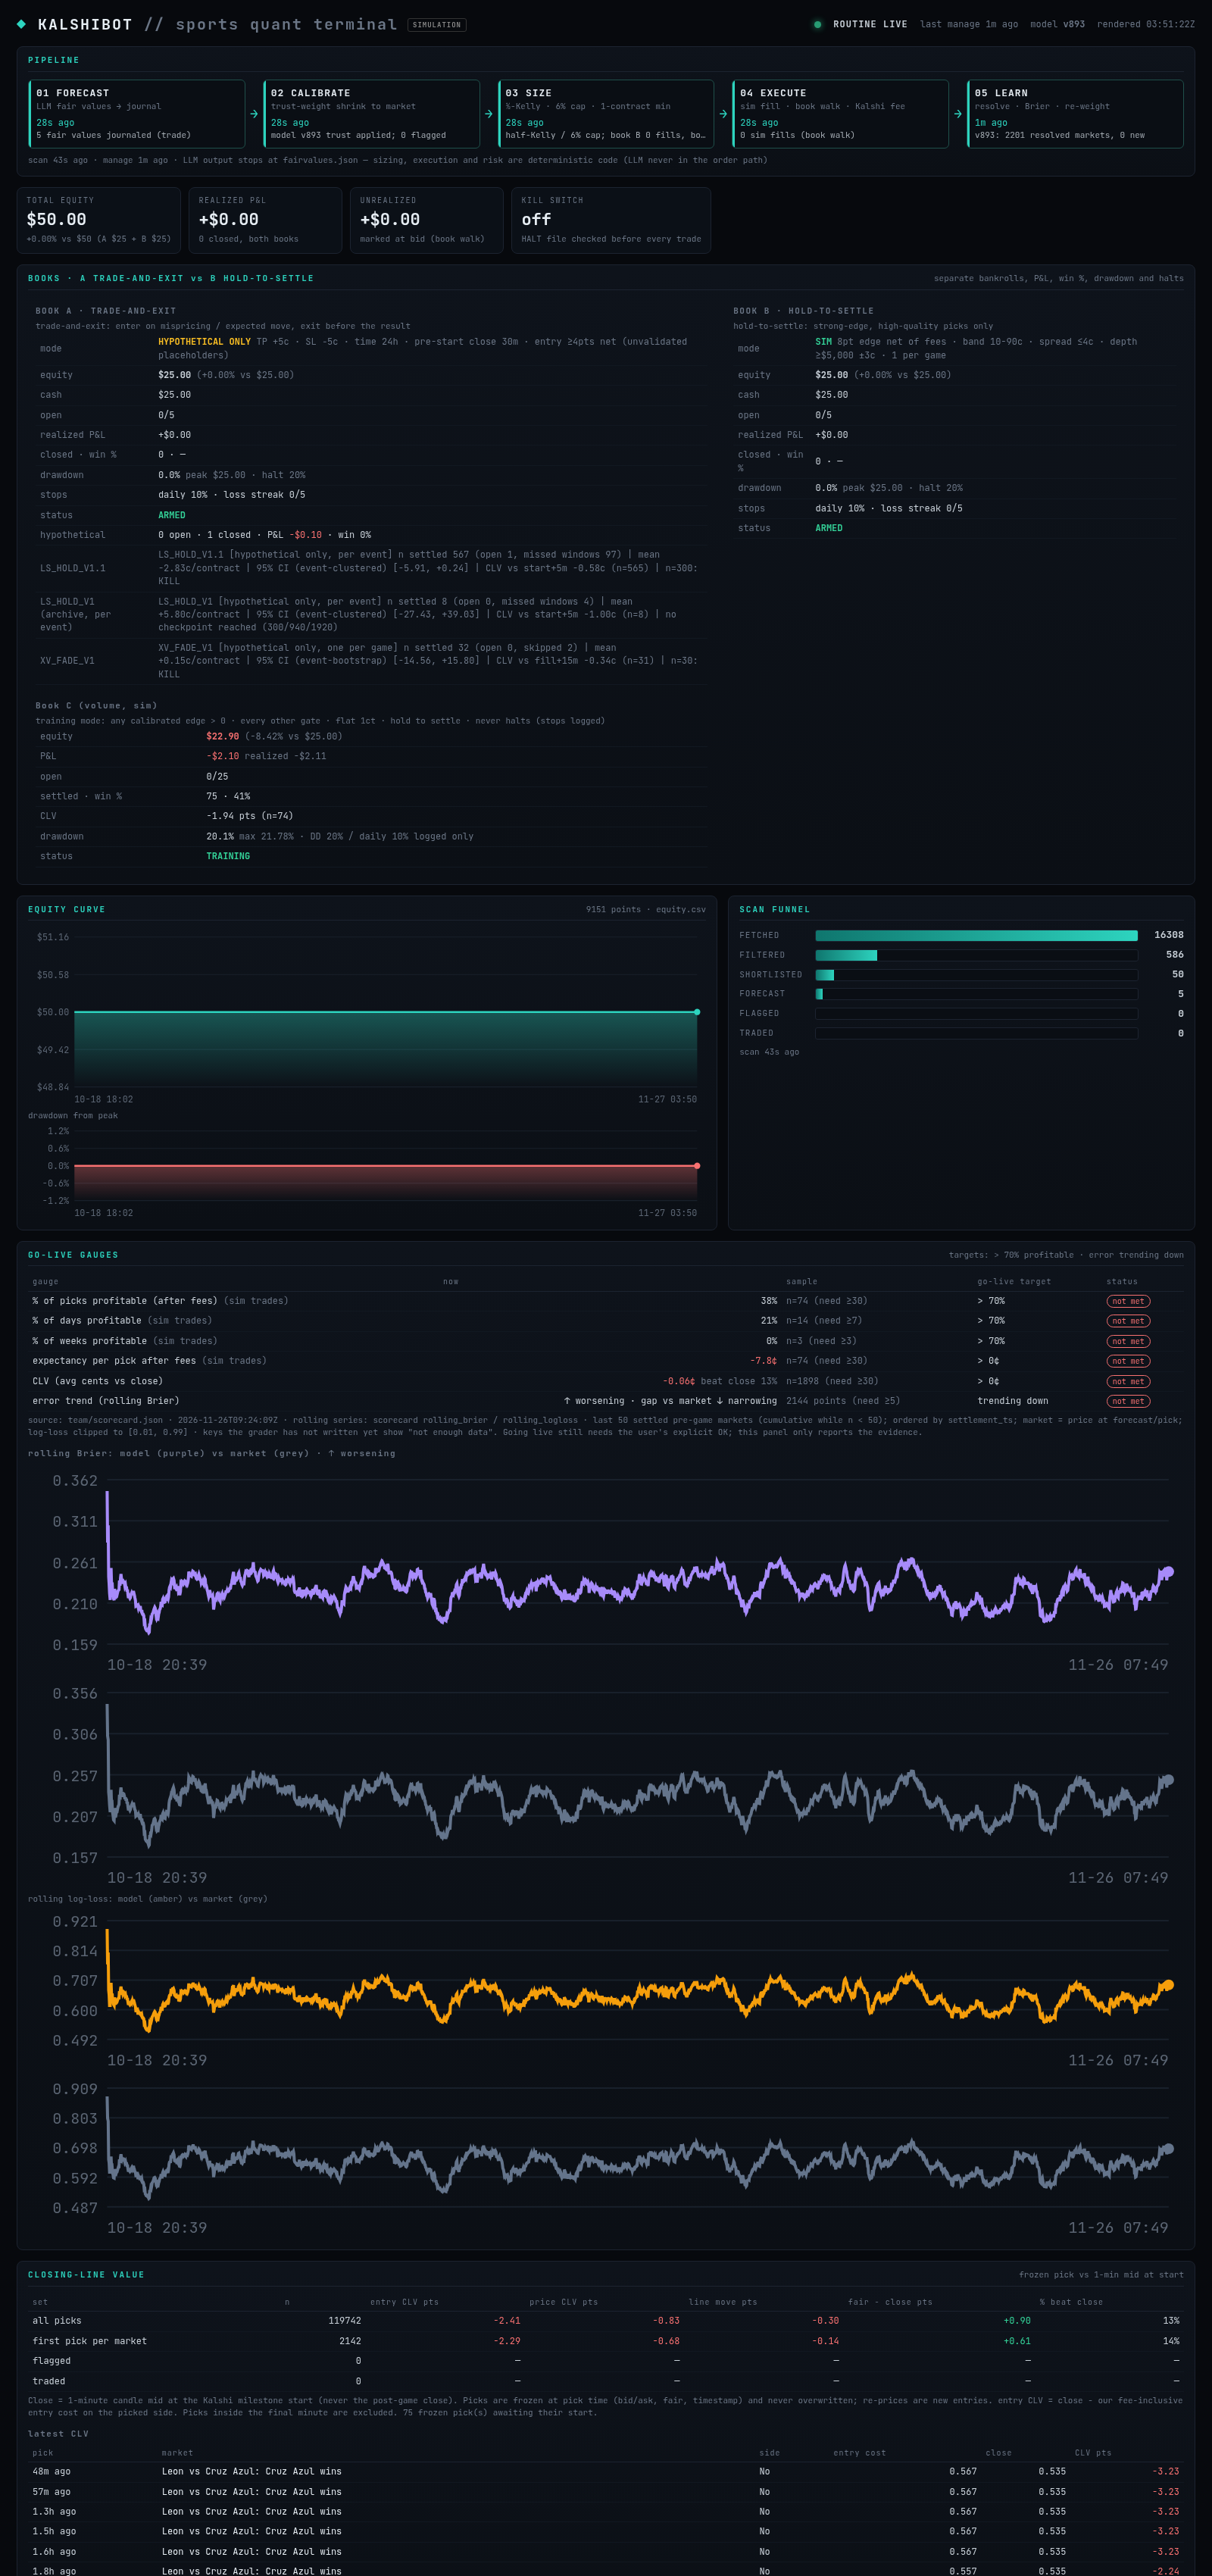 ◆ KALSHIBOT // sports quant terminal SIMULATION
ROUTINE LIVE last manage 1m ago model v893 rendered 03:51:22Z
PIPELINE
01 FORECAST
LLM fair values → journal
28s ago
5 fair values journaled (trade)
→
02 CALIBRATE
trust-weight shrink to market
28s ago
model v893 trust applied; 0 flagged
→
03 SIZE
½-Kelly · 6% cap · 1-contract min
28s ago
half-Kelly / 6% cap; book B 0 fills, bo…
→
04 EXECUTE
sim fill · book walk · Kalshi fee
28s ago
0 sim fills (book walk)
→
05 LEARN
resolve · Brier · re-weight
1m ago
v893: 2201 resolved markets, 0 new
scan 43s ago · manage 1m ago · LLM output stops at fairvalues.json — sizing, execution and risk are deterministic code (LLM never in the order path)
TOTAL EQUITY
$50.00
+0.00% vs $50 (A $25 + B $25)
REALIZED P&L
+$0.00
0 closed, both books
UNREALIZED
+$0.00
marked at bid (book walk)
KILL SWITCH
off
HALT file checked before every trade
BOOKS · A TRADE-AND-EXIT vs B HOLD-TO-SETTLE
separate bankrolls, P&L, win %, drawdown and halts
BOOK A · TRADE-AND-EXIT
trade-and-exit: enter on mispricing / expected move, exit before the result
mode HYPOTHETICAL ONLY TP +5c · SL -5c · time 24h · pre-start close 30m · entry ≥4pts net (unvalidated
placeholders)
equity $25.00 (+0.00% vs $25.00)
cash $25.00
open 0/5
realized P&L +$0.00
closed · win % 0 · —
drawdown 0.0% peak $25.00 · halt 20%
stops daily 10% · loss streak 0/5
status ARMED
hypothetical 0 open · 1 closed · P&L -$0.10 · win 0%
LS_HOLD_V1.1 LS_HOLD_V1.1 [hypothetical only, per event] n settled 567 (open 1, missed windows 97) | mean
-2.83c/contract | 95% CI (event-clustered) [-5.91, +0.24] | CLV vs start+5m -0.58c (n=565) | n=300:
KILL
LS_HOLD_V1 (archive, per event) LS_HOLD_V1 [hypothetical only, per event] n settled 8 (open 0, missed windows 4) | mean
+5.80c/contract | 95% CI (event-clustered) [-27.43, +39.03] | CLV vs start+5m -1.00c (n=8) | no
checkpoint reached (300/940/1920)
XV_FADE_V1 XV_FADE_V1 [hypothetical only, one per game] n settled 32 (open 0, skipped 2) | mean
+0.15c/contract | 95% CI (event-bootstrap) [-14.56, +15.80] | CLV vs fill+15m -0.34c (n=31) | n=30:
KILL
BOOK B · HOLD-TO-SETTLE
hold-to-settle: strong-edge, high-quality picks only
mode SIM 8pt edge net of fees · band 10-90c · spread ≤4c · depth
≥$5,000 ±3c · 1 per game
equity $25.00 (+0.00% vs $25.00)
cash $25.00
open 0/5
realized P&L +$0.00
closed · win % 0 · —
drawdown 0.0% peak $25.00 · halt 20%
stops daily 10% · loss streak 0/5
status ARMED
Book C (volume, sim)
training mode: any calibrated edge > 0 · every other gate · flat 1ct · hold to settle · never halts (stops logged)
equity $22.90 (-8.42% vs $25.00)
P&L -$2.10 realized -$2.11
open 0/25
settled · win % 75 · 41%
CLV -1.94 pts (n=74)
drawdown 20.1% max 21.78% · DD 20% / daily 10% logged only
status TRAINING
EQUITY CURVE 9151 points · equity.csv
$51.16
$50.58
$50.00
$49.42
$48.84
10-18 18:02 11-27 03:50
drawdown from peak
1.2%
0.6%
0.0%
-0.6%
-1.2%
10-18 18:02 11-27 03:50
SCAN FUNNEL
FETCHED 16308
FILTERED 586
SHORTLISTED 50
FORECAST 5
FLAGGED 0
TRADED 0
scan 43s ago
GO-LIVE GAUGES targets: > 70% profitable · error trending down
gauge now sample go-live target status
% of picks profitable (after fees) (sim trades) 38% n=74 (need ≥30) > 70% not met
% of days profitable (sim trades) 21% n=14 (need ≥7) > 70% not met
% of weeks profitable (sim trades) 0% n=3 (need ≥3) > 70% not met
expectancy per pick after fees (sim trades) -7.8¢ n=74 (need ≥30) > 0¢ not met
CLV (avg cents vs close) -0.06¢ beat close 13% n=1898 (need ≥30) > 0¢ not met
error trend (rolling Brier) ↑ worsening · gap vs market ↓ narrowing 2144 points (need ≥5) trending down not met
source: team/scorecard.json · 2026-11-26T09:24:09Z · rolling series: scorecard rolling_brier / rolling_logloss · last 50 settled pre-game markets (cumulative while n < 50); ordered by settlement_ts; market = price at forecast/pick;
log-loss clipped to [0.01, 0.99] · keys the grader has not written yet show "not enough data". Going live still needs the user's explicit OK; this panel only reports the evidence.
rolling Brier: model (purple) vs market (grey) · ↑ worsening
0.362
0.311
0.261
0.210
0.159
10-18 20:39 11-26 07:49
0.356
0.306
0.257
0.207
0.157
10-18 20:39 11-26 07:49
rolling log-loss: model (amber) vs market (grey)
0.921
0.814
0.707
0.600
0.492
10-18 20:39 11-26 07:49
0.909
0.803
0.698
0.592
0.487
10-18 20:39 11-26 07:49
CLOSING-LINE VALUE frozen pick vs 1-min mid at start
set n entry CLV pts price CLV pts line move pts fair - close pts % beat close
all picks 119742 -2.41 -0.83 -0.30 +0.90 13%
first pick per market 2142 -2.29 -0.68 -0.14 +0.61 14%
flagged 0 — — — — —
traded 0 — — — — —
Close = 1-minute candle mid at the Kalshi milestone start (never the post-game close). Picks are frozen at pick time (bid/ask, fair, timestamp) and never overwritten; re-prices are new entries. entry CLV = close - our fee-inclusive
entry cost on the picked side. Picks inside the final minute are excluded. 75 frozen pick(s) awaiting their start.
latest CLV
pick market side entry cost close CLV pts
48m ago Leon vs Cruz Azul: Cruz Azul wins No 0.567 0.535 -3.23
57m ago Leon vs Cruz Azul: Cruz Azul wins No 0.567 0.535 -3.23
1.3h ago Leon vs Cruz Azul: Cruz Azul wins No 0.567 0.535 -3.23
1.5h ago Leon vs Cruz Azul: Cruz Azul wins No 0.567 0.535 -3.23
1.6h ago Leon vs Cruz Azul: Cruz Azul wins No 0.567 0.535 -3.23
1.8h ago Leon vs Cruz Azul: Cruz Azul wins No 0.557 0.535 -2.24